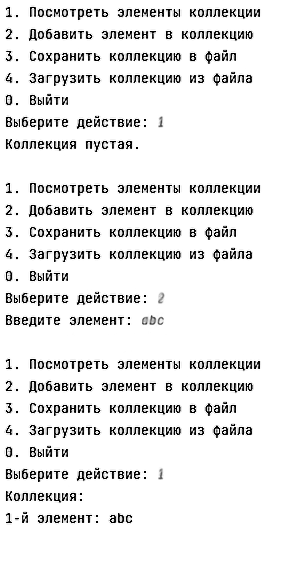 1. Посмотреть элементы коллекции
2. Добавить элемент в коллекцию
3. Сохранить коллекцию в файл
4. Загрузить коллекцию из файла
0. Выйти
Выберите действие: 1
Коллекция пустая.
1. Посмотреть элементы коллекции
2. Добавить элемент в коллекцию
3. Сохранить коллекцию в файл
4. Загрузить коллекцию из файла
0. Выйти
Выберите действие: 2
Введите элемент: abc
1. Посмотреть элементы коллекции
2. Добавить элемент в коллекцию
3. Сохранить коллекцию в файл
4. Загрузить коллекцию из файла
0. Выйти
Выберите действие: 1
Коллекция:
1-й элемент: abc